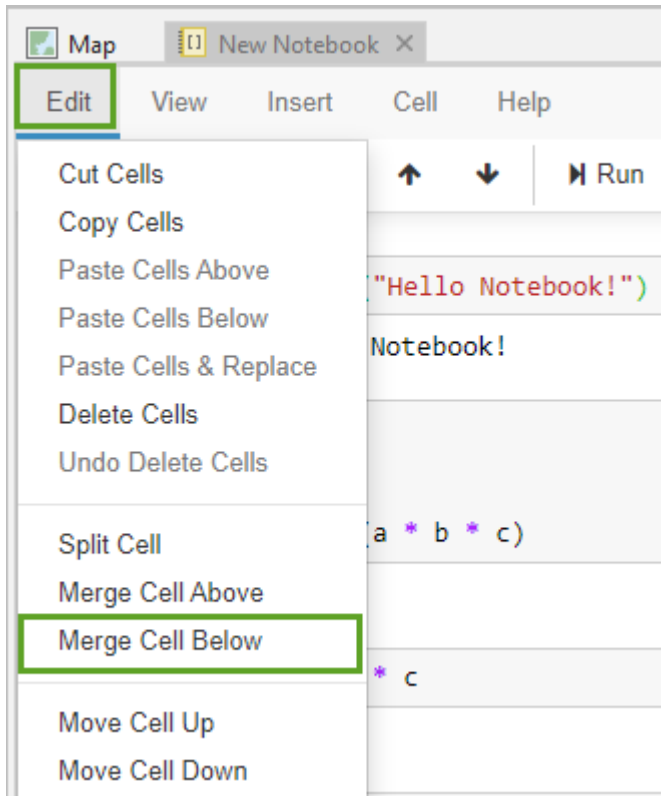 Map New Notebook
Edit View Insert Cell Help
Cut Cells
Run
Copy Cells
Paste Cells Above
"Hello Notebook!")
Paste Cells Below
Notebook!
Paste Cells & Replace
Delete Cells
Undo Delete Cells
Split Cell
a * b * c)
Merge Cell Above
Merge Cell Below
* c
Move Cell Up
Move Cell Down